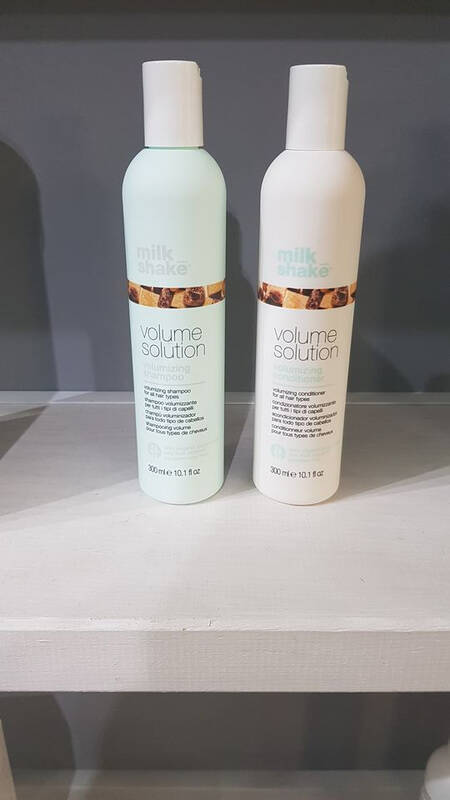 milk
shake
volume
solution
volumizing
shampoo
volumizing shampoo
for all hair types
shampoo volumizzante
per tutti i tipi di capelli
champú voluminizador
para todo tipo de cabellos
shampooing volume
pour tous types de cheveux
300 ml e 10.1 fl oz
milk
shake
volume
solution
volumizing
conditioner
volumizing conditioner
for all hair types
condizionatore volumizzante
per tutti i tipi di capelli
acondicionador voluminizador
para todo tipo de cabellos
conditionneur volume
pour tous types de cheveux
300 ml e 10.1 fl oz